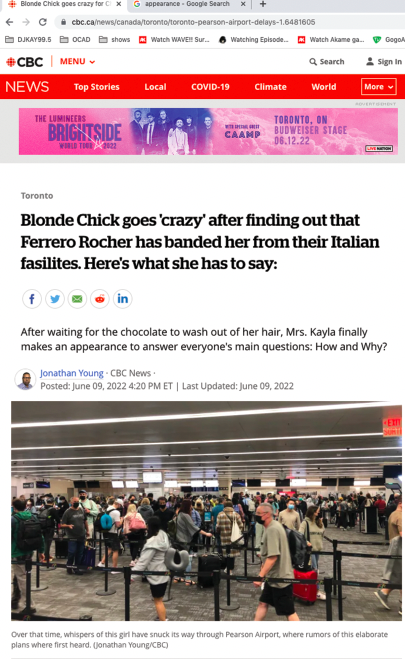 Blonde Chick goes crazy for C
appearance - Google Search
cbc.ca/news/canada/toronto/toronto-pearson-airport-delays-1.6481605
DJKAY99.5 OCAD shows Watch WAVE!! Sur... Watching Episode... Watch Akame ga... GogoA
CBC MENU Search Sign In
NEWS Top Stories Local COVID-19 Climate World More
ADVERTISEMENT
THE LUMINEERS
BRIGHTSIDE
WORLD TOUR 2022
WITH SPECIAL GUEST
CAAMP
TORONTO, ON
BUDWEISER STAGE
06.12.22
LIVE NATION
Toronto
Blonde Chick goes 'crazy' after finding out that
Ferrero Rocher has banded her from their Italian
fasilites. Here's what she has to say:
After waiting for the chocolate to wash out of her hair, Mrs. Kayla finally
makes an appearance to answer everyone's main questions: How and Why?
Jonathan Young · CBC News ·
Posted: June 09, 2022 4:20 PM ET | Last Updated: June 09, 2022
EXIT
Over that time, whispers of this girl have snuck its way through Pearson Airport, where rumors of this elaborate
plans where first heard. (Jonathan Young/CBC)